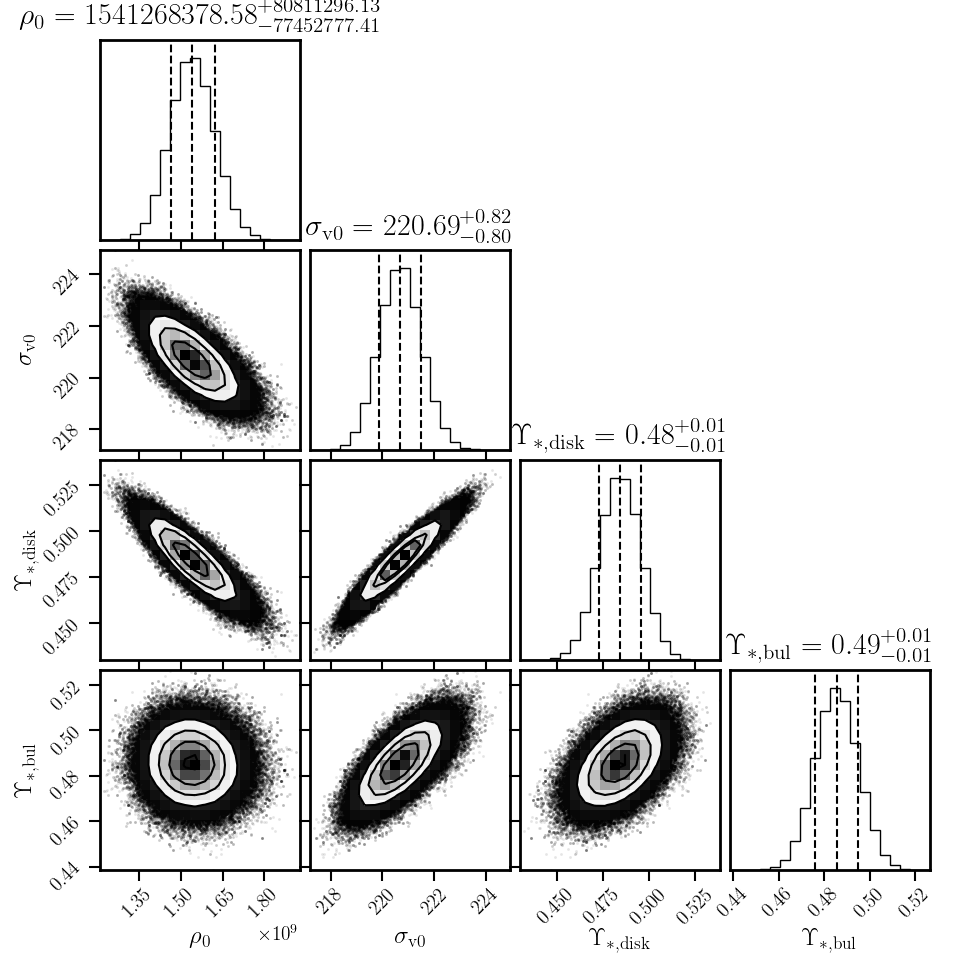 ρ₀ = 1541268378.58⁺⁸⁰⁸¹¹²⁹⁶·¹³₋₇₇₄₅₂₇₇₇.₄₁
σᵥ₀ = 220.69⁺⁰·⁸²₋₀.₈₀
224
222
220
218
σᵥ₀
ϒ*,disk = 0.48⁺⁰·⁰¹₋₀.₀₁
0.525
0.500
0.475
0.450
ϒ*,disk
ϒ*,bul = 0.49⁺⁰·⁰¹₋₀.₀₁
0.52
0.50
0.48
0.46
0.44
ϒ*,bul
1.35 1.50 1.65 1.80
×10⁹
ρ₀
218 220 222 224
σᵥ₀
0.450 0.475 0.500 0.525
ϒ*,disk
0.44 0.46 0.48 0.50 0.52
ϒ*,bul